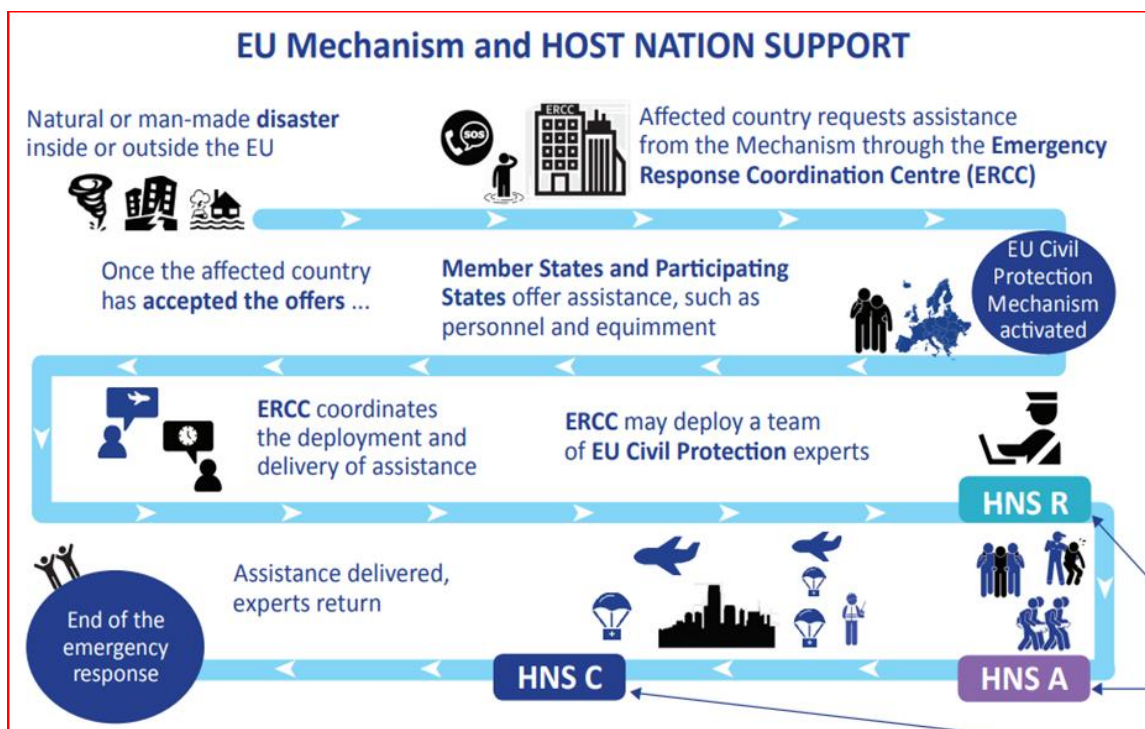 EU Mechanism and HOST NATION SUPPORT
Natural or man-made disaster
inside or outside the EU
SOS
ERCC
Affected country requests assistance
from the Mechanism through the Emergency
Response Coordination Centre (ERCC)
EU Civil
Protection
Mechanism
activated
Member States and Participating
States offer assistance, such as
personnel and equimment
Once the affected country
has accepted the offers ...
ERCC coordinates
the deployment and
delivery of assistance
ERCC may deploy a team
of EU Civil Protection experts
HNS R
HNS A
HNS C
Assistance delivered,
experts return
End of the
emergency
response